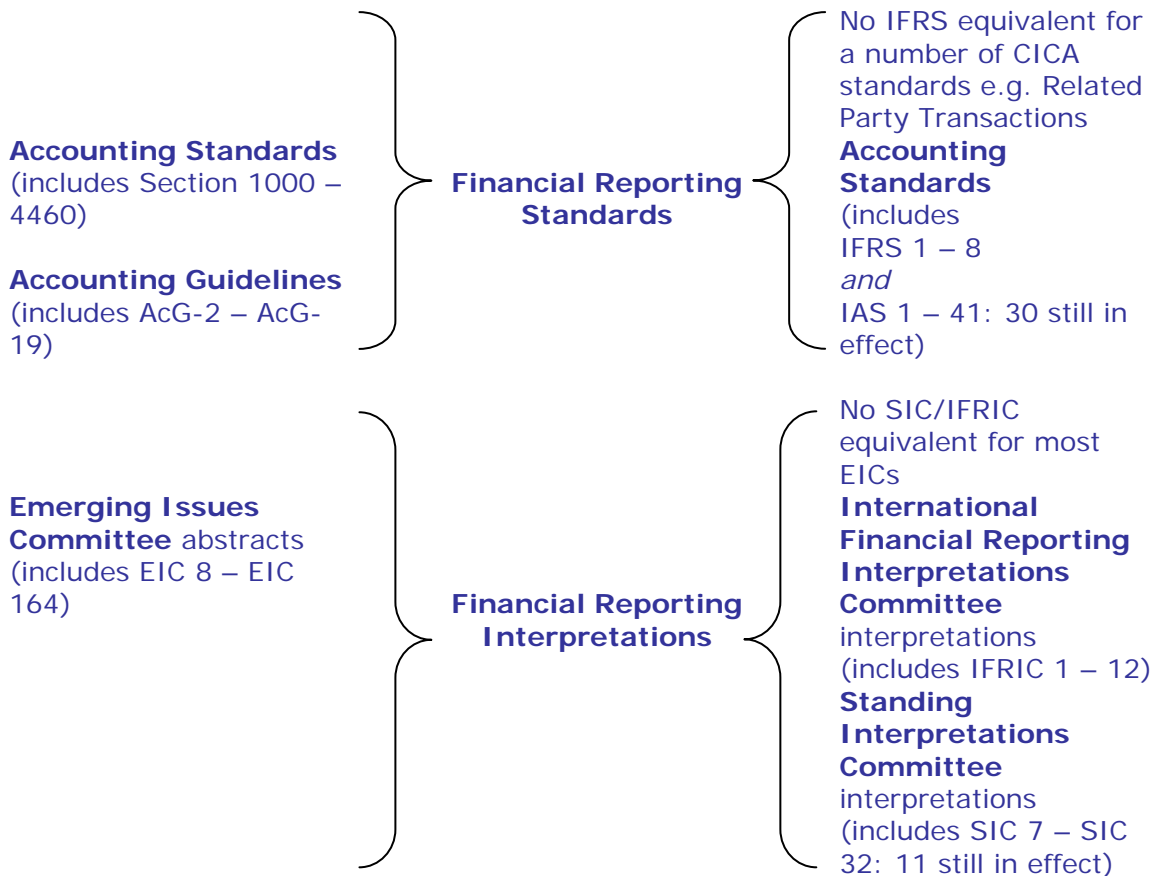 Accounting Standards
(includes Section 1000 –
4460)
Accounting Guidelines
(includes AcG-2 – AcG-
19)
Financial Reporting
Standards
No IFRS equivalent for
a number of CICA
standards e.g. Related
Party Transactions
Accounting
Standards
(includes
IFRS 1 – 8
and
IAS 1 – 41: 30 still in
effect)
Emerging Issues
Committee abstracts
(includes EIC 8 – EIC
164)
Financial Reporting
Interpretations
No SIC/IFRIC
equivalent for most
EICs
International
Financial Reporting
Interpretations
Committee
interpretations
(includes IFRIC 1 – 12)
Standing
Interpretations
Committee
interpretations
(includes SIC 7 – SIC
32: 11 still in effect)